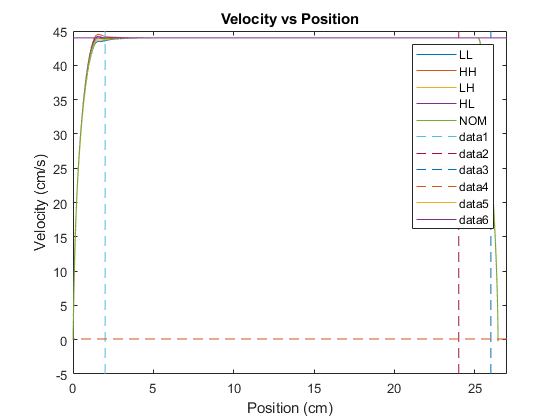 Velocity vs Position
45
40
35
30
25
20
15
10
5
0
-5
Velocity (cm/s)
LL
HH
LH
HL
NOM
data1
data2
data3
data4
data5
data6
0 5 10 15 20 25
Position (cm)